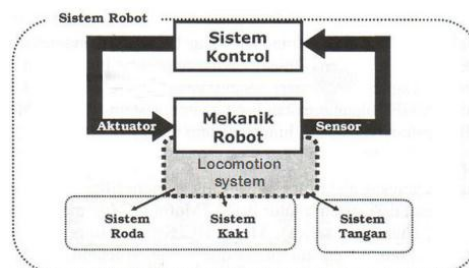 Sistem Robot
Sistem
Kontrol
Aktuator
Mekanik
Robot
Sensor
Locomotion
system
Sistem
Roda
Sistem
Kaki
Sistem
Tangan